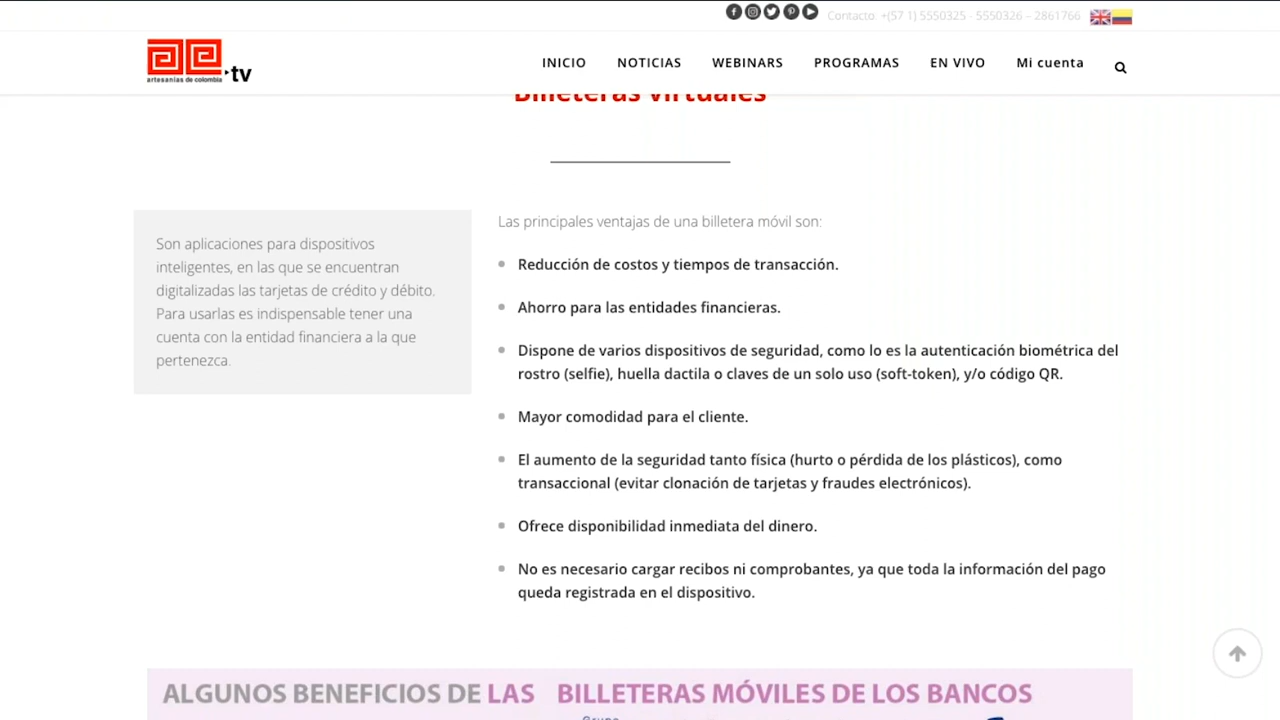 Contacto. +(57 1) 5550325 - 5550326 – 2861766
artesanías de colombia
tv
INICIO
NOTICIAS
WEBINARS
PROGRAMAS
EN VIVO
Mi cuenta
Billeteras virtuales
Son aplicaciones para dispositivos
inteligentes, en las que se encuentran
digitalizadas las tarjetas de crédito y débito.
Para usarlas es indispensable tener una
cuenta con la entidad financiera a la que
pertenezca.
Las principales ventajas de una billetera móvil son:
Reducción de costos y tiempos de transacción.
Ahorro para las entidades financieras.
Dispone de varios dispositivos de seguridad, como lo es la autenticación biométrica del
rostro (selfie), huella dactila o claves de un solo uso (soft-token), y/o código QR.
Mayor comodidad para el cliente.
El aumento de la seguridad tanto física (hurto o pérdida de los plásticos), como
transaccional (evitar clonación de tarjetas y fraudes electrónicos).
Ofrece disponibilidad inmediata del dinero.
No es necesario cargar recibos ni comprobantes, ya que toda la información del pago
queda registrada en el dispositivo.
ALGUNOS BENEFICIOS DE LAS BILLETERAS MÓVILES DE LOS BANCOS
Grupo